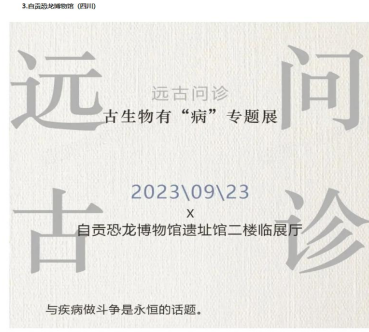 3.自贡恐龙博物馆（四川）
远 问
远古问诊
古生物有“病”专题展
2023\09\23
x
自贡恐龙博物馆遗址馆二楼临展厅
古 诊
与疾病做斗争是永恒的话题。